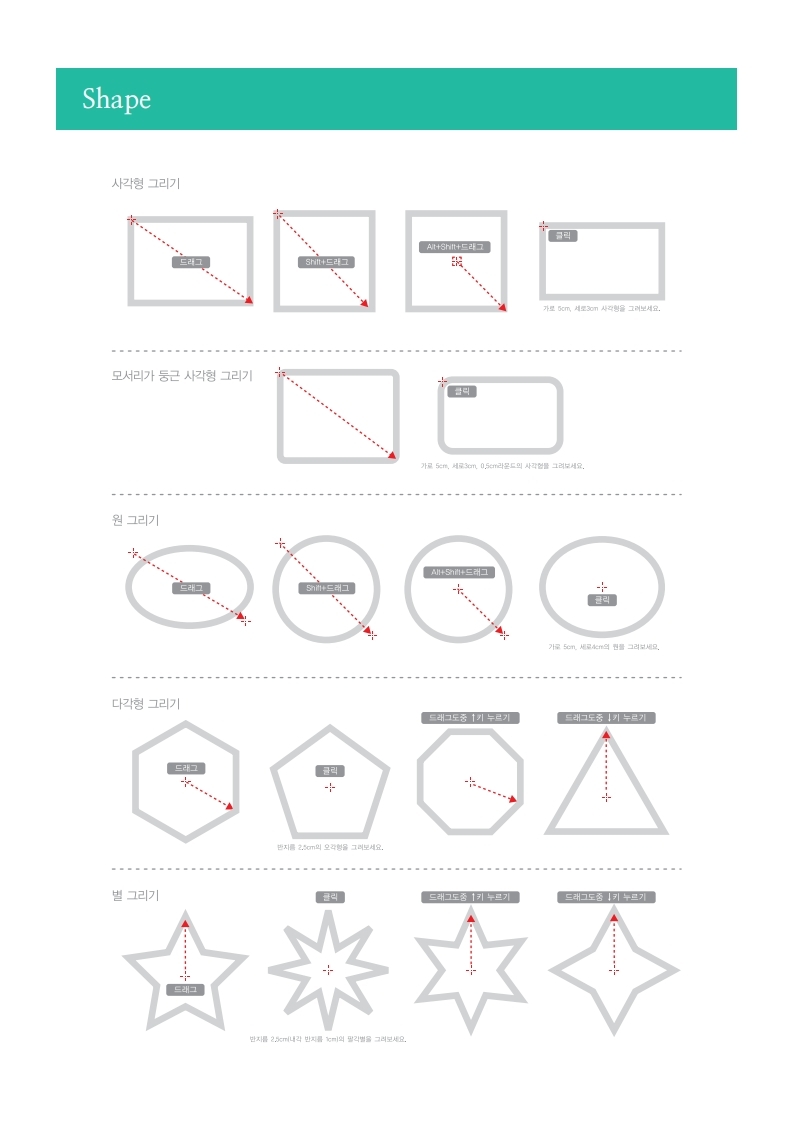 Shape
사각형 그리기
드래그
Shift+드래그
Alt+Shift+드래그
클릭
가로 5cm, 세로3cm 사각형을 그려보세요.
모서리가 둥근 사각형 그리기
클릭
가로 5cm, 세로3cm, 0.5cm라운드의 사각형을 그려보세요.
원 그리기
드래그
Shift+드래그
Alt+Shift+드래그
클릭
가로 5cm, 세로4cm의 원을 그려보세요.
다각형 그리기
드래그
클릭
반지름 2.5cm의 오각형을 그려보세요.
드래그도중 ↑키 누르기
드래그도중 ↓키 누르기
별 그리기
드래그
클릭
반지름 2.5cm(내각 반지름 1cm)의 팔각별을 그려보세요.
드래그도중 ↑키 누르기
드래그도중 ↓키 누르기